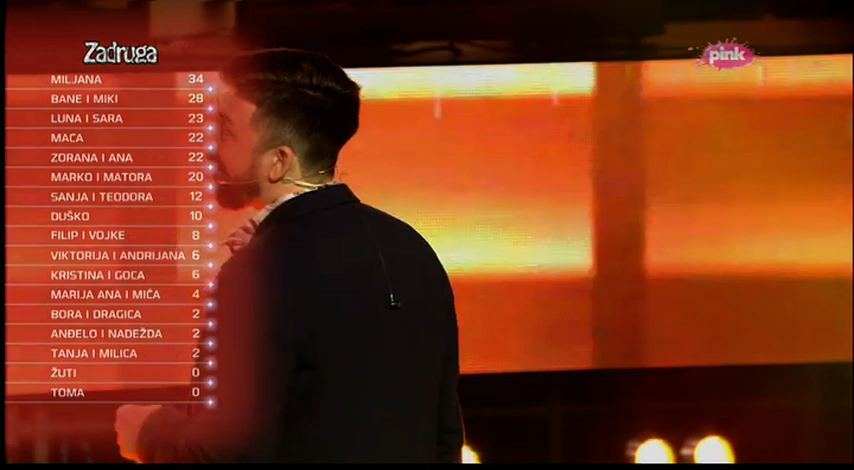 Zadruga
pink
MILJANA 34
BANE I MIKI 28
LUNA I SARA 23
MACA 22
ZORANA I ANA 22
MARKO I MATORA 20
SANJA I TEODORA 12
DUŠKO 10
FILIP I VOJKE 8
VIKTORIJA I ANDRIJANA 6
KRISTINA I GOCA 6
MARIJA ANA I MIĆA 4
BORA I DRAGICA 2
ANĐELO I NADEŽDA 2
TANJA I MILICA 2
ŽUTI 0
TOMA 0